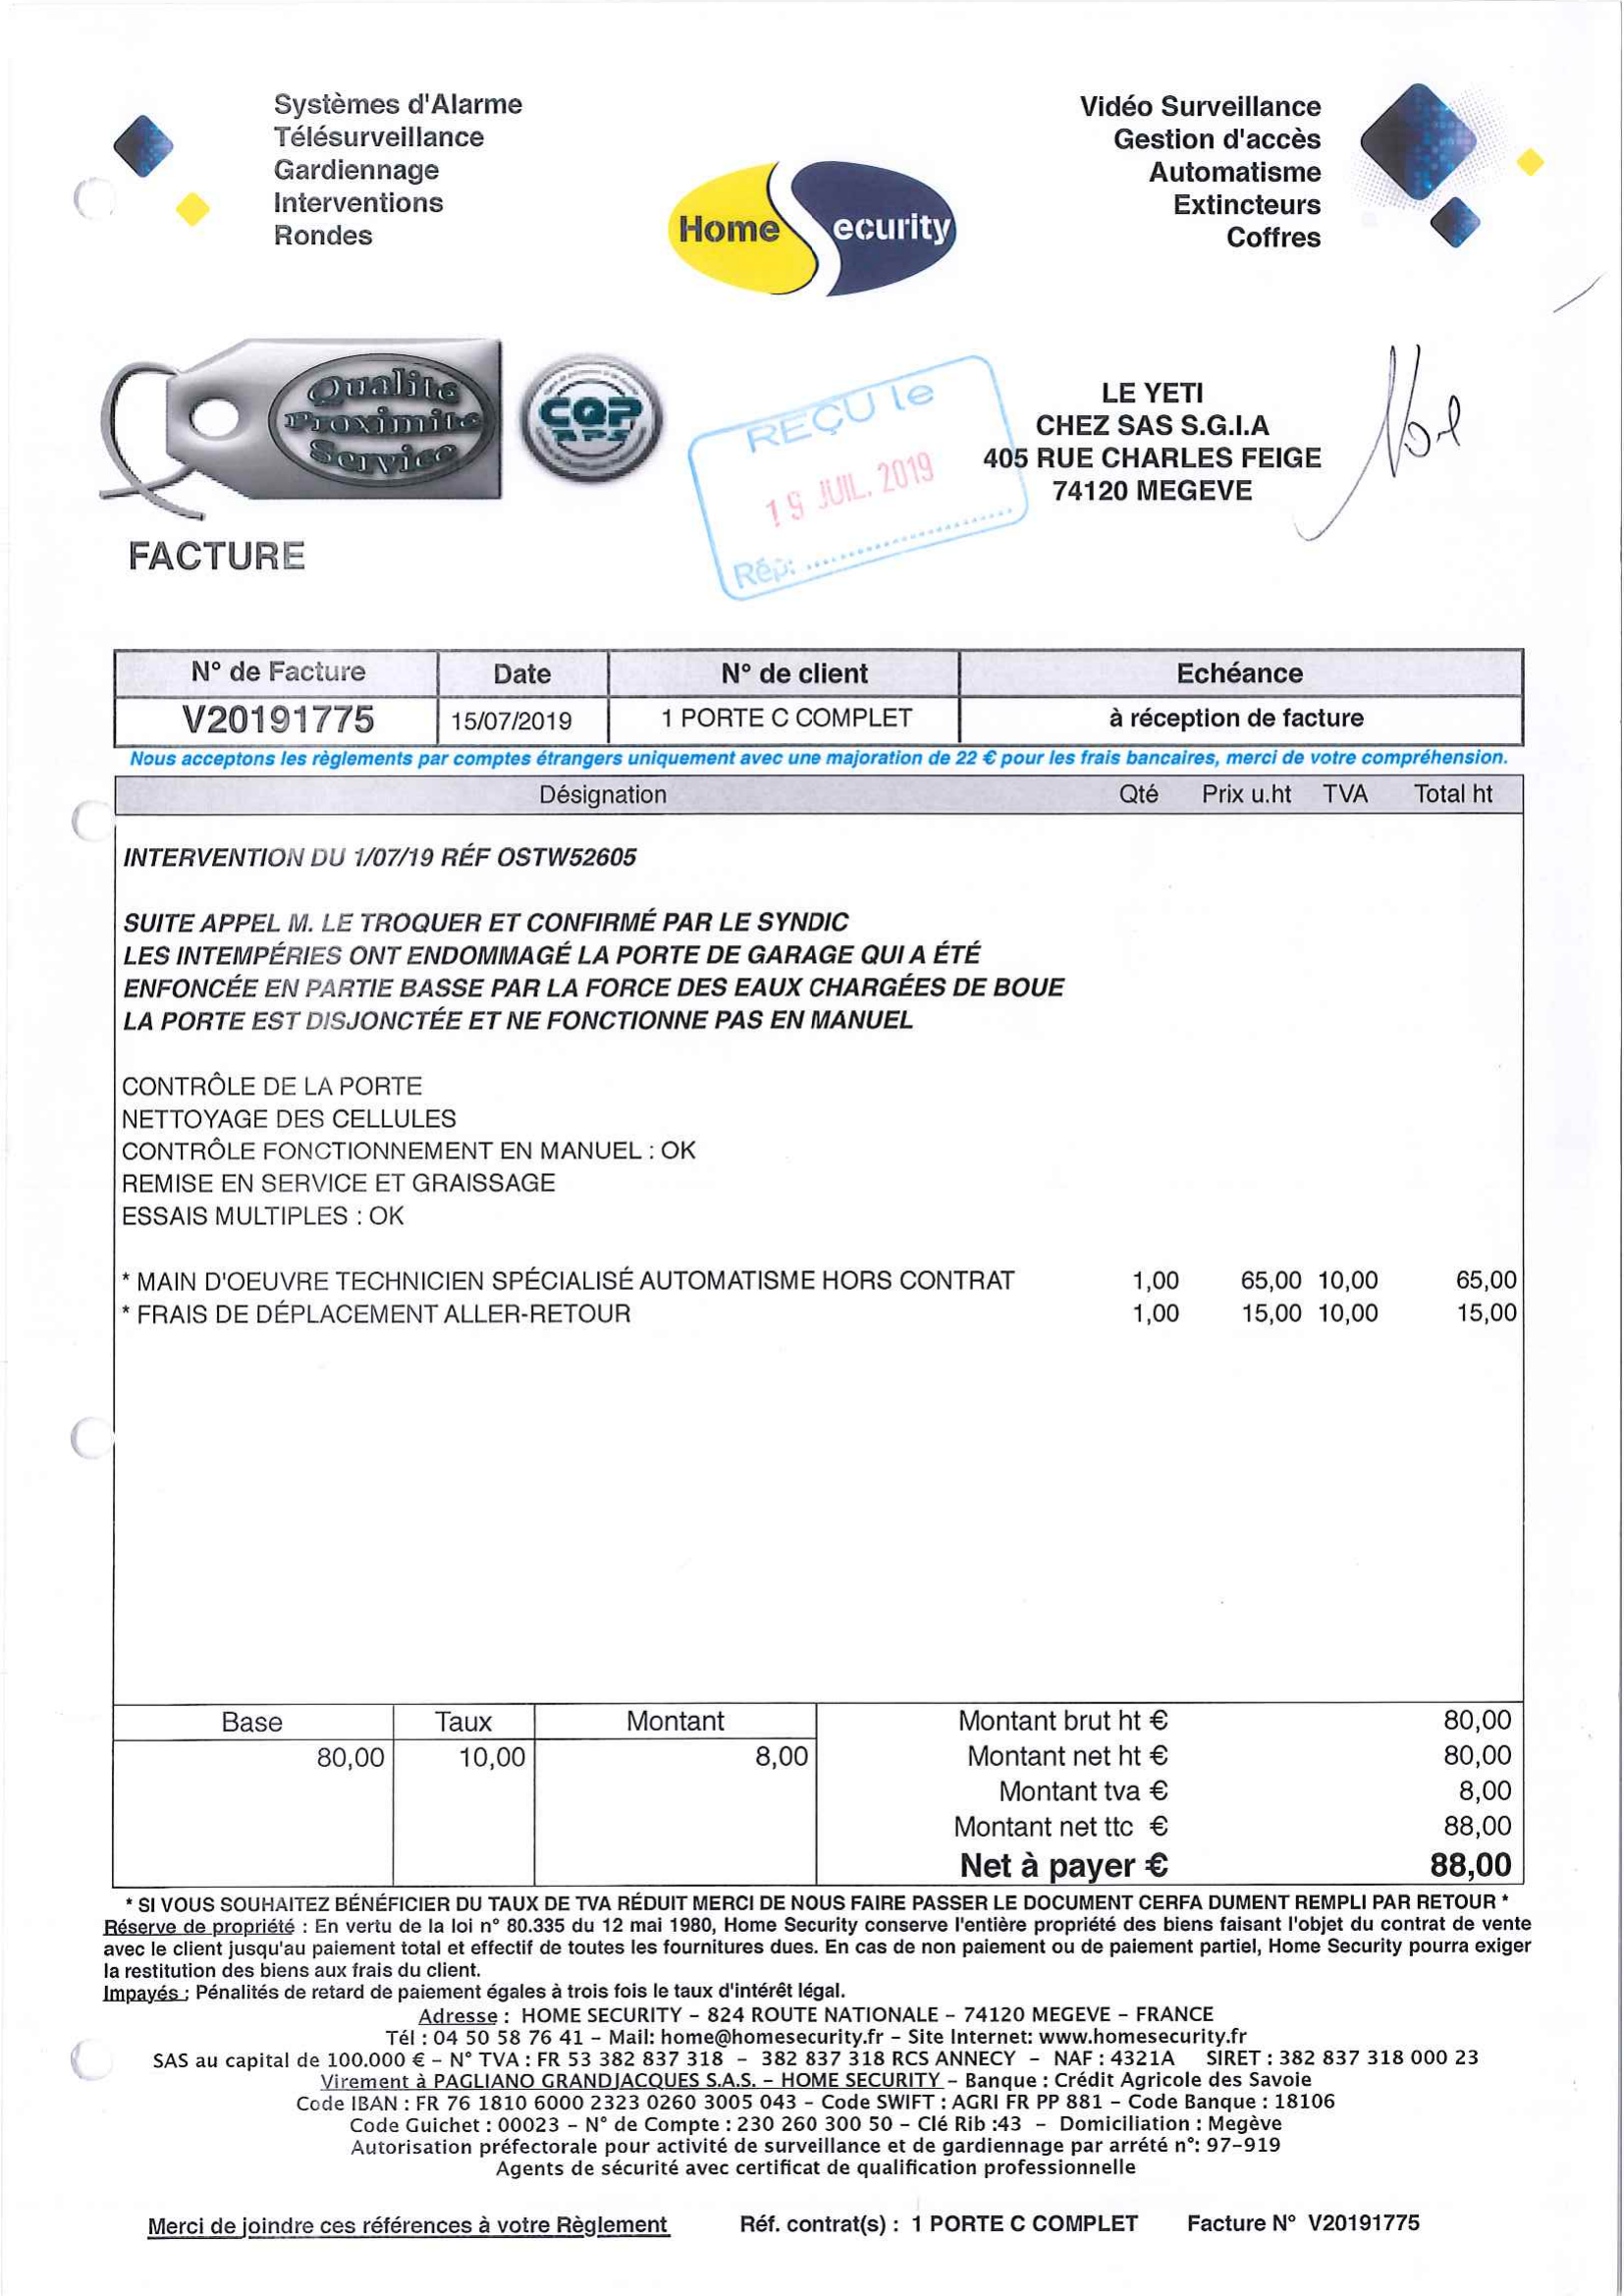 Systèmes d'Alarme
Télésurveillance
Gardiennage
Interventions
Rondes
Home Security
Vidéo Surveillance
Gestion d'accès
Automatisme
Extincteurs
Coffres
Qualité
Proximité
Service
CQP
APS
REÇU le
19 JUIL. 2019
Rép: ........................
LE YETI
CHEZ SAS S.G.I.A
405 RUE CHARLES FEIGE
74120 MEGEVE
FACTURE
N° de Facture Date N° de client Echéance
V20191775 15/07/2019 1 PORTE C COMPLET à réception de facture
Nous acceptons les règlements par comptes étrangers uniquement avec une majoration de 22 € pour les frais bancaires, merci de votre compréhension.
Désignation Qté Prix u.ht TVA Total ht
INTERVENTION DU 1/07/19 RÉF OSTW52605
SUITE APPEL M. LE TROQUER ET CONFIRMÉ PAR LE SYNDIC
LES INTEMPÉRIES ONT ENDOMMAGÉ LA PORTE DE GARAGE QUI A ÉTÉ
ENFONCÉE EN PARTIE BASSE PAR LA FORCE DES EAUX CHARGÉES DE BOUE
LA PORTE EST DISJONCTÉE ET NE FONCTIONNE PAS EN MANUEL
CONTRÔLE DE LA PORTE
NETTOYAGE DES CELLULES
CONTRÔLE FONCTIONNEMENT EN MANUEL : OK
REMISE EN SERVICE ET GRAISSAGE
ESSAIS MULTIPLES : OK
* MAIN D'OEUVRE TECHNICIEN SPÉCIALISÉ AUTOMATISME HORS CONTRAT 1,00 65,00 10,00 65,00
* FRAIS DE DÉPLACEMENT ALLER-RETOUR 1,00 15,00 10,00 15,00
Base Taux Montant
80,00 10,00 8,00
Montant brut ht € 80,00
Montant net ht € 80,00
Montant tva € 8,00
Montant net ttc € 88,00
Net à payer € 88,00
* SI VOUS SOUHAITEZ BÉNÉFICIER DU TAUX DE TVA RÉDUIT MERCI DE NOUS FAIRE PASSER LE DOCUMENT CERFA DUMENT REMPLI PAR RETOUR *
Réserve de propriété : En vertu de la loi n° 80.335 du 12 mai 1980, Home Security conserve l'entière propriété des biens faisant l'objet du contrat de vente
avec le client jusqu'au paiement total et effectif de toutes les fournitures dues. En cas de non paiement ou de paiement partiel, Home Security pourra exiger
la restitution des biens aux frais du client.
Impayés : Pénalités de retard de paiement égales à trois fois le taux d'intérêt légal.
Adresse : HOME SECURITY – 824 ROUTE NATIONALE – 74120 MEGEVE – FRANCE
Tél : 04 50 58 76 41 – Mail: home@homesecurity.fr – Site Internet: www.homesecurity.fr
SAS au capital de 100.000 € – N° TVA : FR 53 382 837 318 – 382 837 318 RCS ANNECY – NAF : 4321A SIRET : 382 837 318 000 23
Virement à PAGLIANO GRANDJACQUES S.A.S. – HOME SECURITY – Banque : Crédit Agricole des Savoie
Code IBAN : FR 76 1810 6000 2323 0260 3005 043 – Code SWIFT : AGRI FR PP 881 – Code Banque : 18106
Code Guichet : 00023 – N° de Compte : 230 260 300 50 – Clé Rib :43 – Domiciliation : Megève
Autorisation préfectorale pour activité de surveillance et de gardiennage par arrété n°: 97–919
Agents de sécurité avec certificat de qualification professionnelle
Merci de joindre ces références à votre Règlement Réf. contrat(s) : 1 PORTE C COMPLET Facture N° V20191775